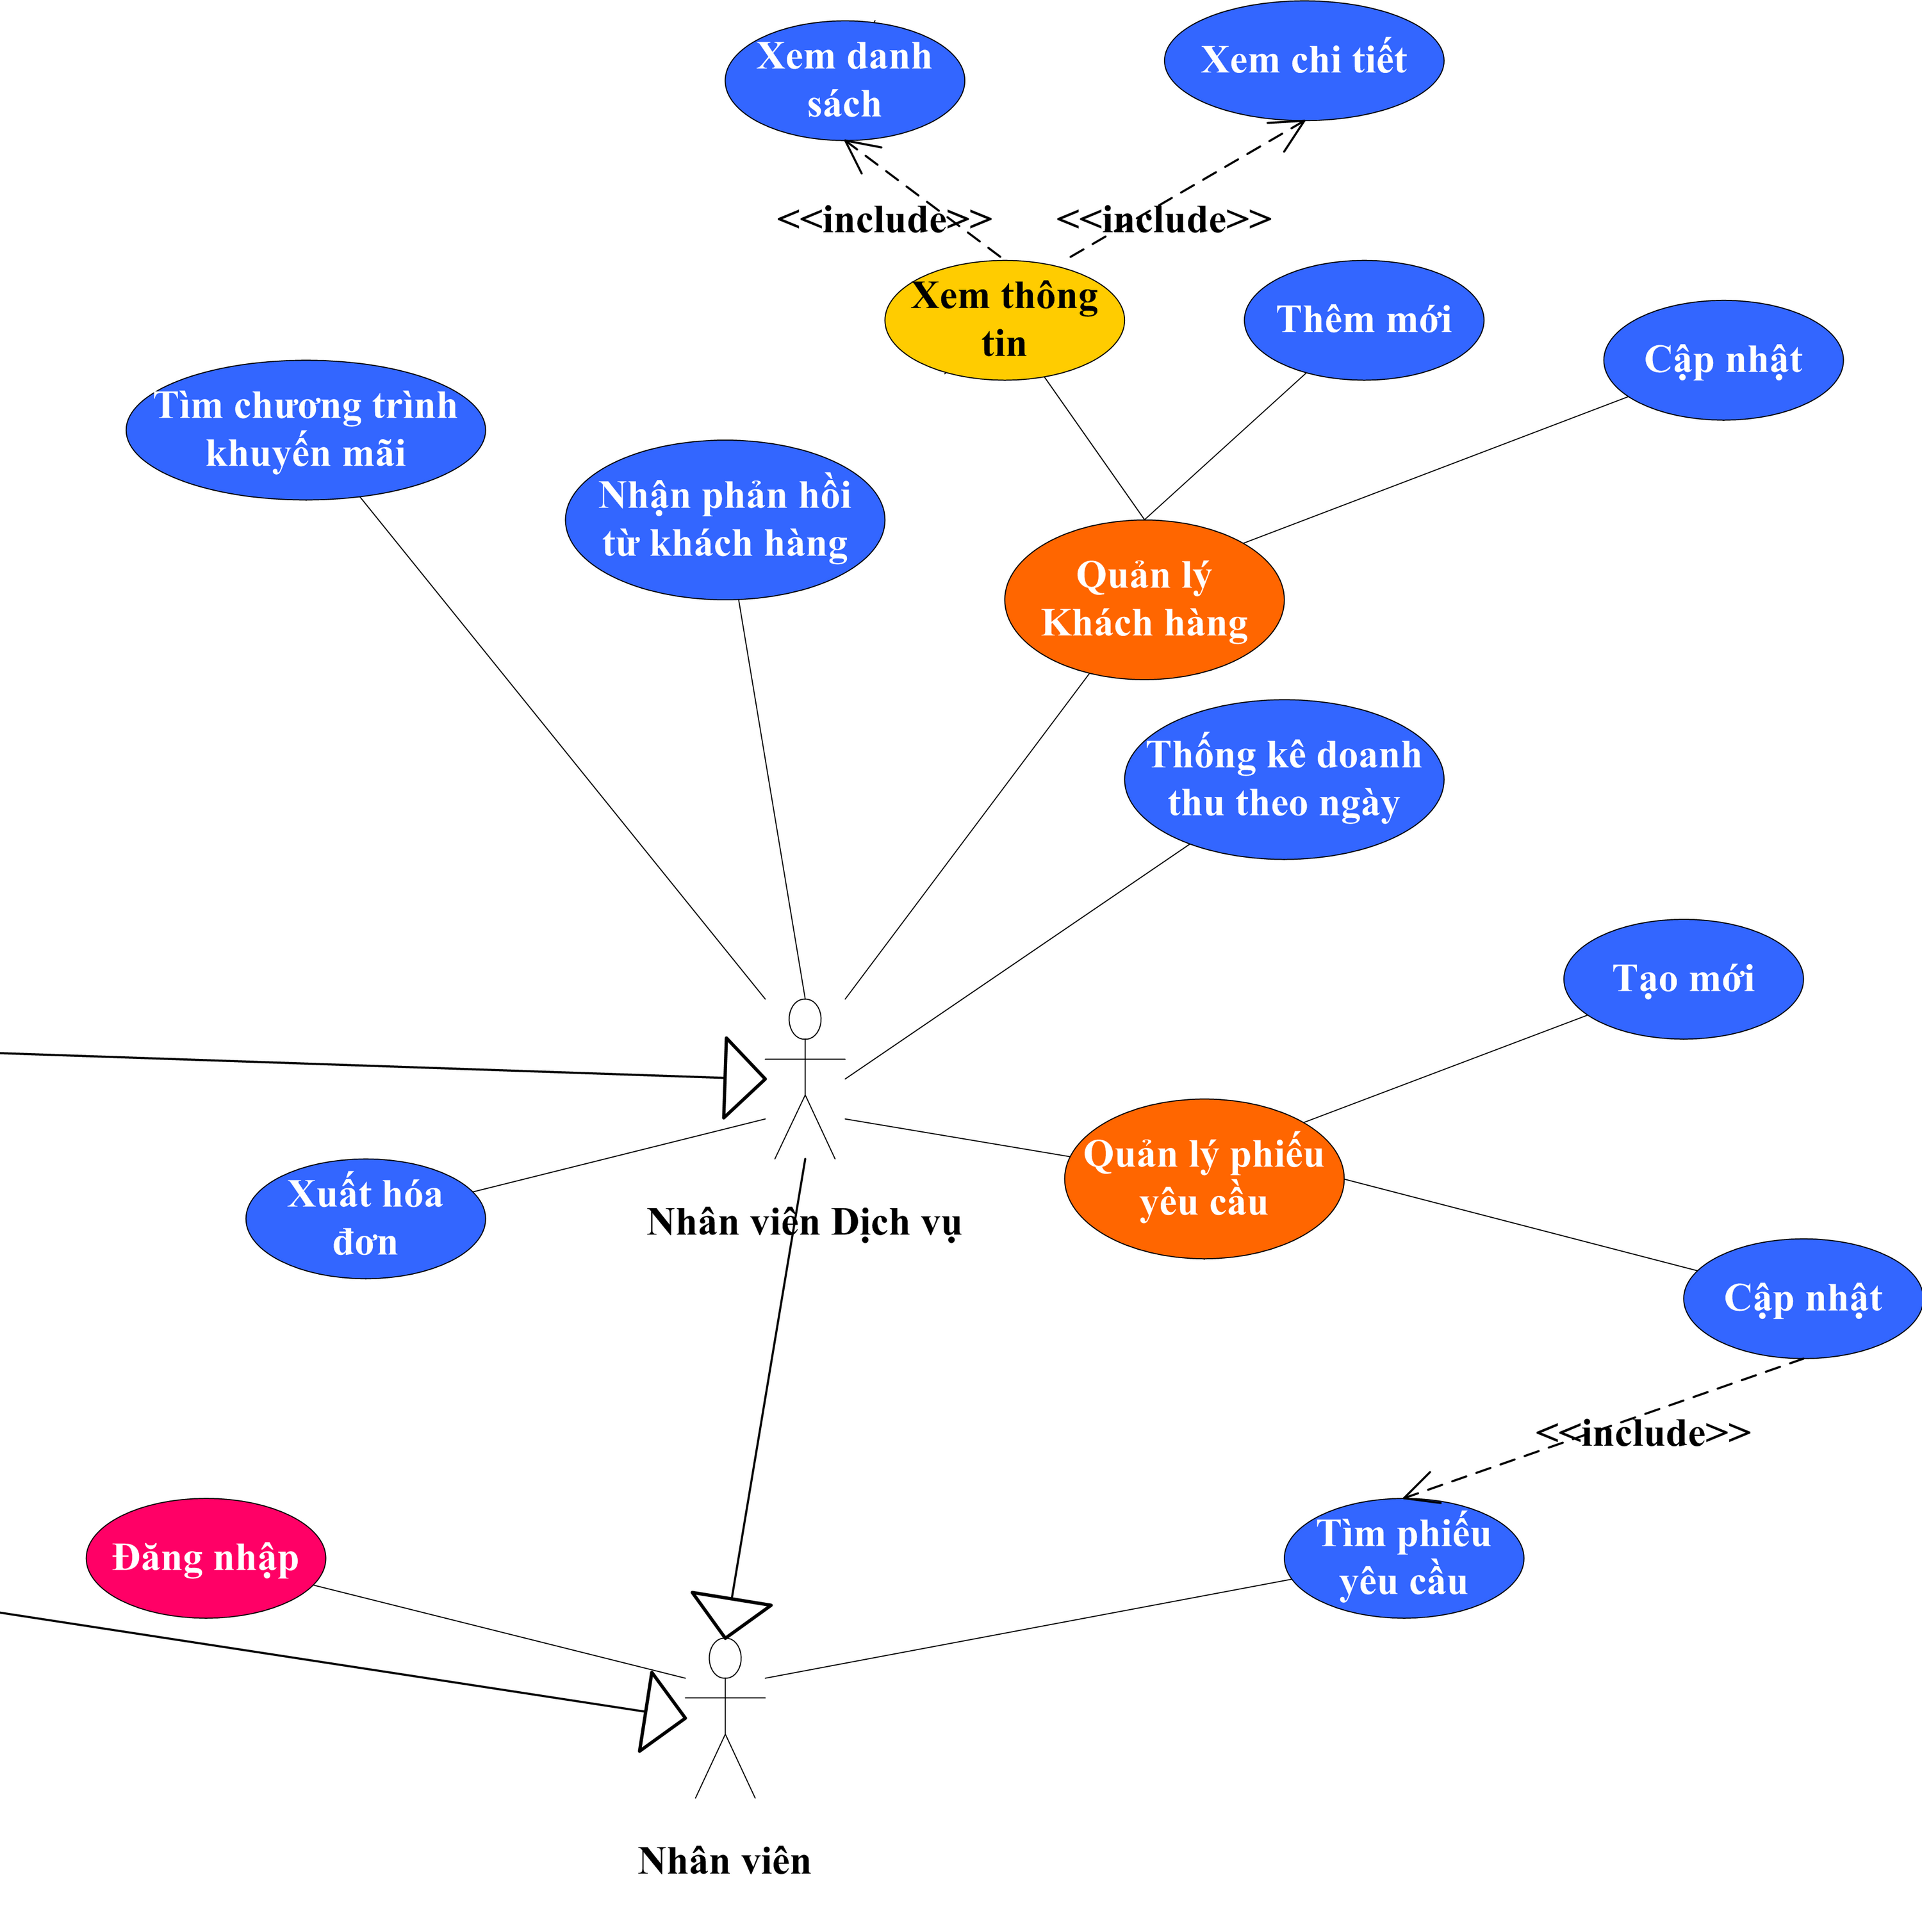 Xem danh
sách
Xem chi tiết
<<include>>
<<include>>
Xem thông
tin
Thêm mới
Cập nhật
Tìm chương trình
khuyến mãi
Nhận phản hồi
từ khách hàng
Quản lý
Khách hàng
Thống kê doanh
thu theo ngày
Tạo mới
Quản lý phiếu
yêu cầu
Xuất hóa
đơn
Nhân viên Dịch vụ
Cập nhật
<<include>>
Đăng nhập
Tìm phiếu
yêu cầu
Nhân viên